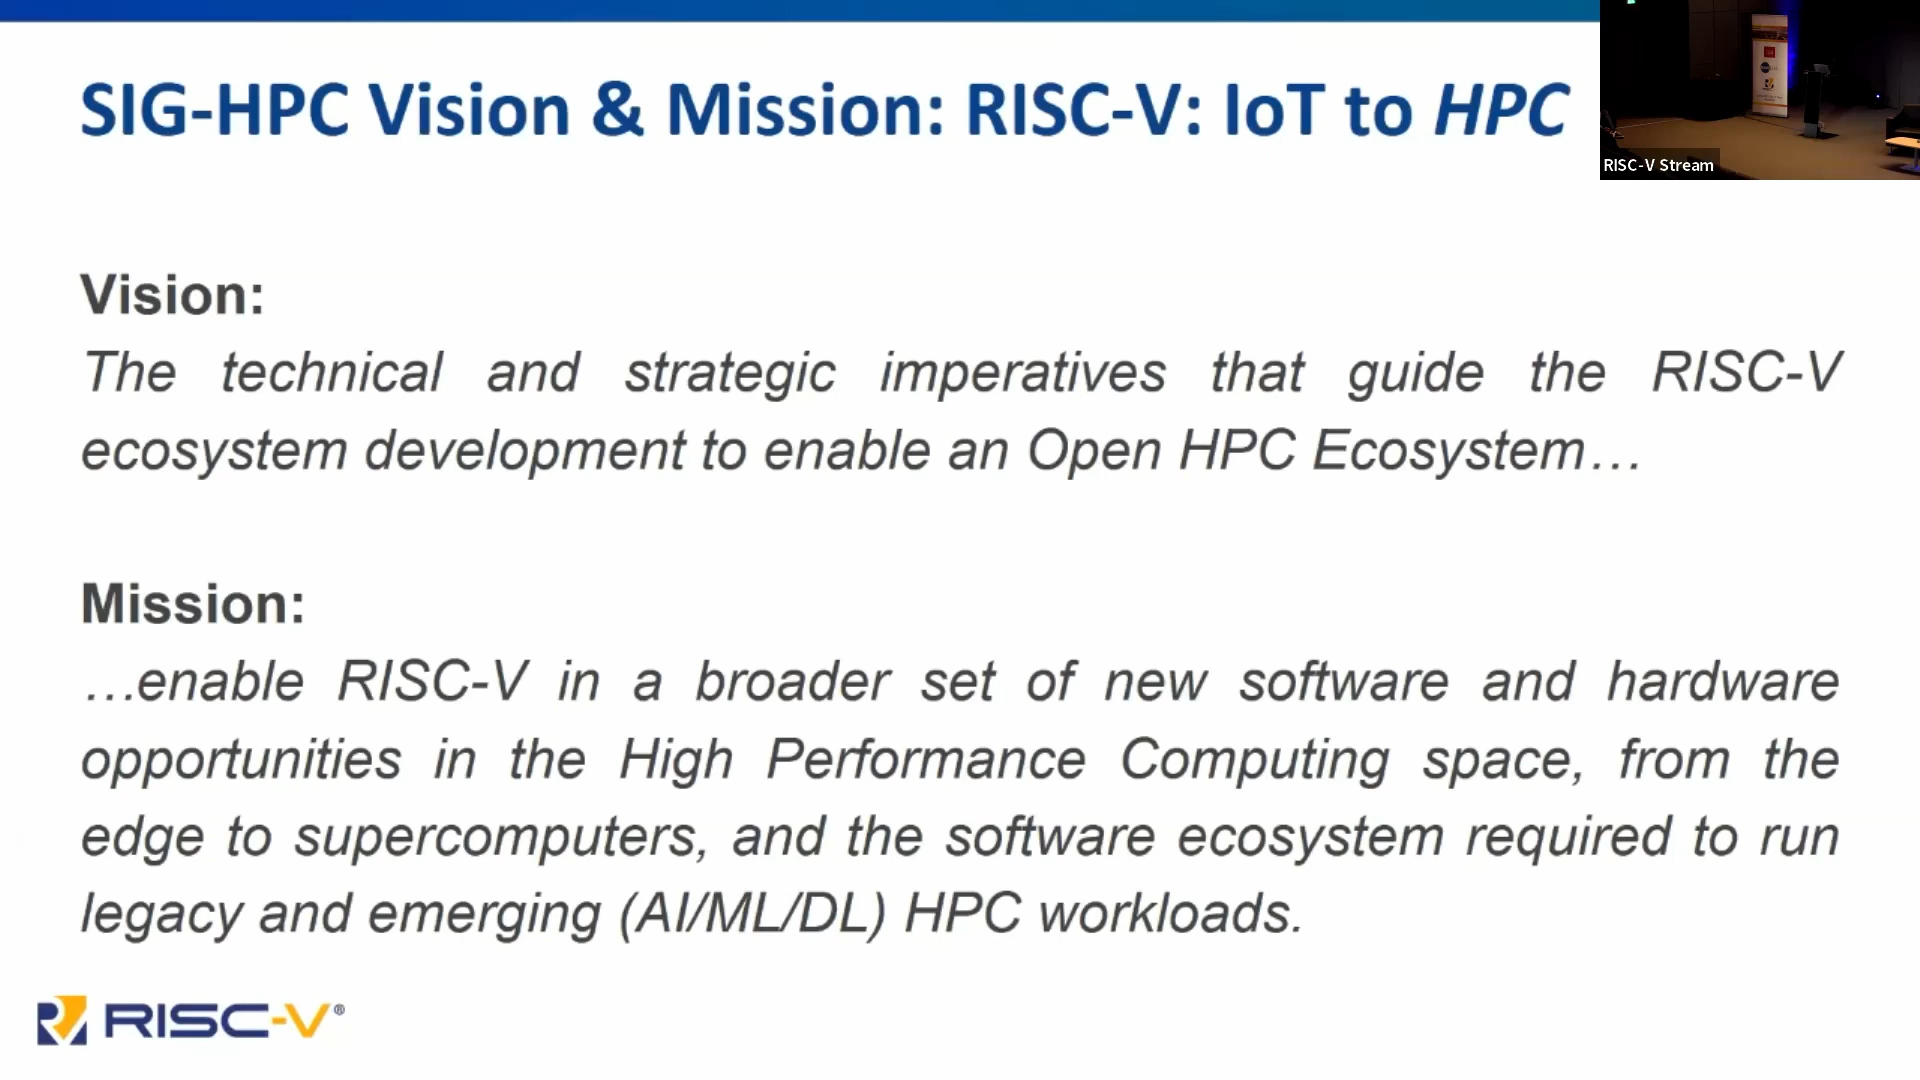 SIG-HPC Vision & Mission: RISC-V: IoT to HPC
RISC-V Stream
Vision:
The technical and strategic imperatives that guide the RISC-V
ecosystem development to enable an Open HPC Ecosystem…
Mission:
…enable RISC-V in a broader set of new software and hardware
opportunities in the High Performance Computing space, from the
edge to supercomputers, and the software ecosystem required to run
legacy and emerging (AI/ML/DL) HPC workloads.
RISC-V®